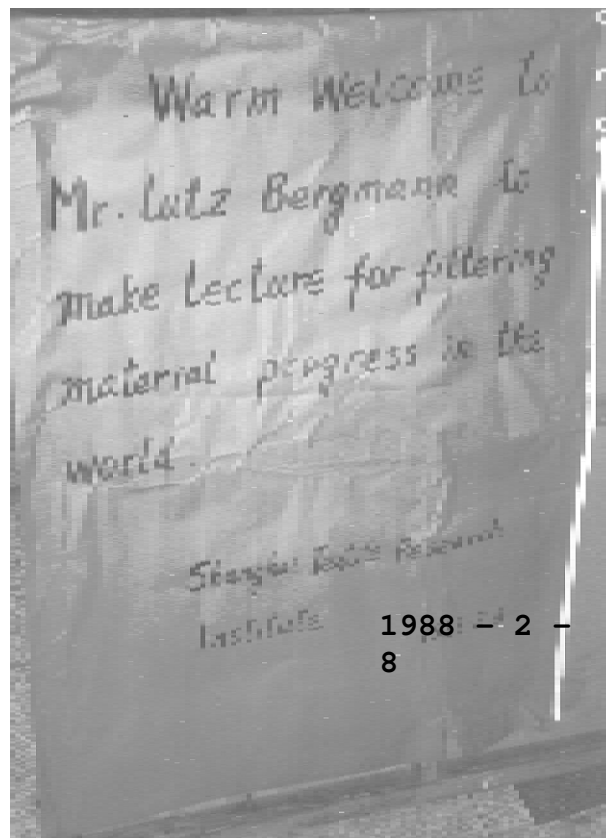 Warm Welcome to
Mr. Lutz Bergmann to
make Lecture for filtering
material progress in the
world.
Research
Institute 1988 - 2 -
8